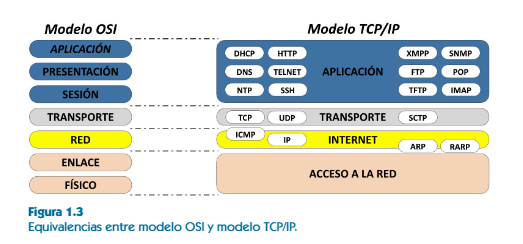 Modelo OSI
Modelo TCP/IP
APLICACIÓN
PRESENTACIÓN
SESIÓN
TRANSPORTE
RED
ENLACE
FÍSICO
DHCP HTTP XMPP SNMP
DNS TELNET APLICACIÓN FTP POP
NTP SSH TFTP IMAP
TCP UDP TRANSPORTE SCTP
ICMP IP INTERNET ARP RARP
ACCESO A LA RED
Figura 1.3
Equivalencias entre modelo OSI y modelo TCP/IP.